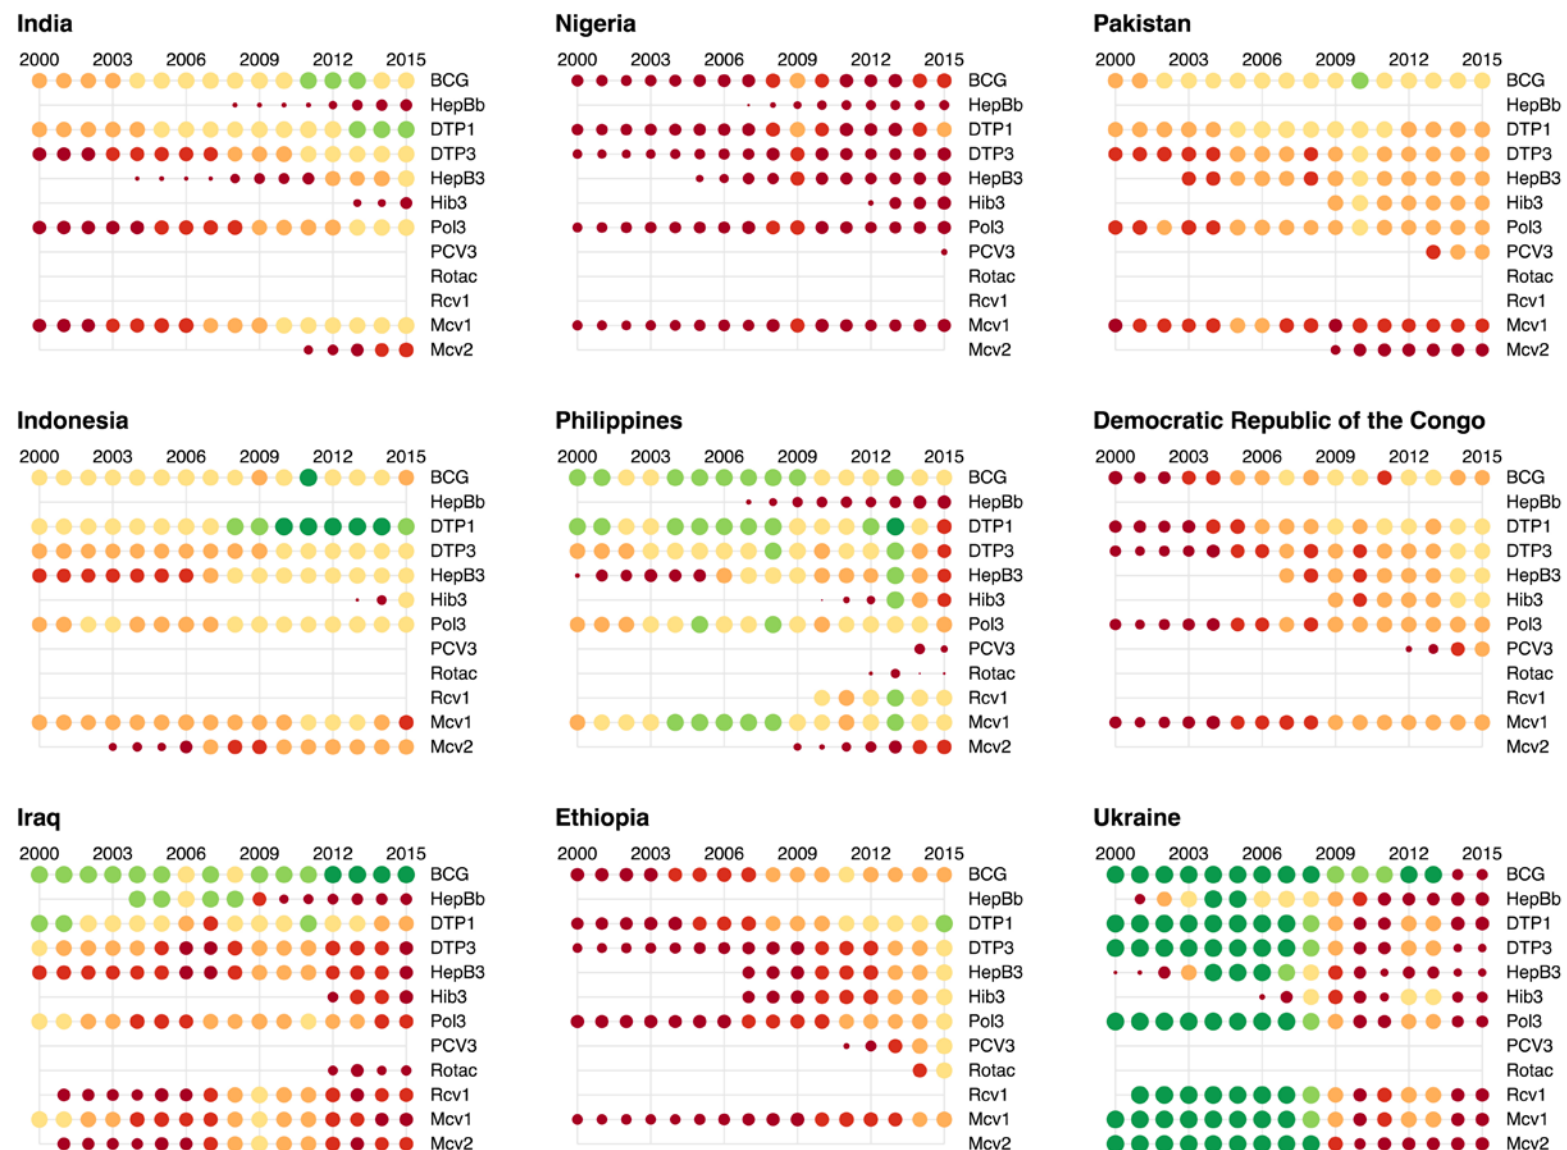 India Nigeria Pakistan
2000 2003 2006 2009 2012 2015 2000 2003 2006 2009 2012 2015 2000 2003 2006 2009 2012 2015
BCG BCG BCG
HepBb HepBb HepBb
DTP1 DTP1 DTP1
DTP3 DTP3 DTP3
HepB3 HepB3 HepB3
Hib3 Hib3 Hib3
Pol3 Pol3 Pol3
PCV3 PCV3 PCV3
Rotac Rotac Rotac
Rcv1 Rcv1 Rcv1
Mcv1 Mcv1 Mcv1
Mcv2 Mcv2 Mcv2
Indonesia Philippines Democratic Republic of the Congo
2000 2003 2006 2009 2012 2015 2000 2003 2006 2009 2012 2015 2000 2003 2006 2009 2012 2015
BCG BCG BCG
HepBb HepBb HepBb
DTP1 DTP1 DTP1
DTP3 DTP3 DTP3
HepB3 HepB3 HepB3
Hib3 Hib3 Hib3
Pol3 Pol3 Pol3
PCV3 PCV3 PCV3
Rotac Rotac Rotac
Rcv1 Rcv1 Rcv1
Mcv1 Mcv1 Mcv1
Mcv2 Mcv2 Mcv2
Iraq Ethiopia Ukraine
2000 2003 2006 2009 2012 2015 2000 2003 2006 2009 2012 2015 2000 2003 2006 2009 2012 2015
BCG BCG BCG
HepBb HepBb HepBb
DTP1 DTP1 DTP1
DTP3 DTP3 DTP3
HepB3 HepB3 HepB3
Hib3 Hib3 Hib3
Pol3 Pol3 Pol3
PCV3 PCV3 PCV3
Rotac Rotac Rotac
Rcv1 Rcv1 Rcv1
Mcv1 Mcv1 Mcv1
Mcv2 Mcv2 Mcv2